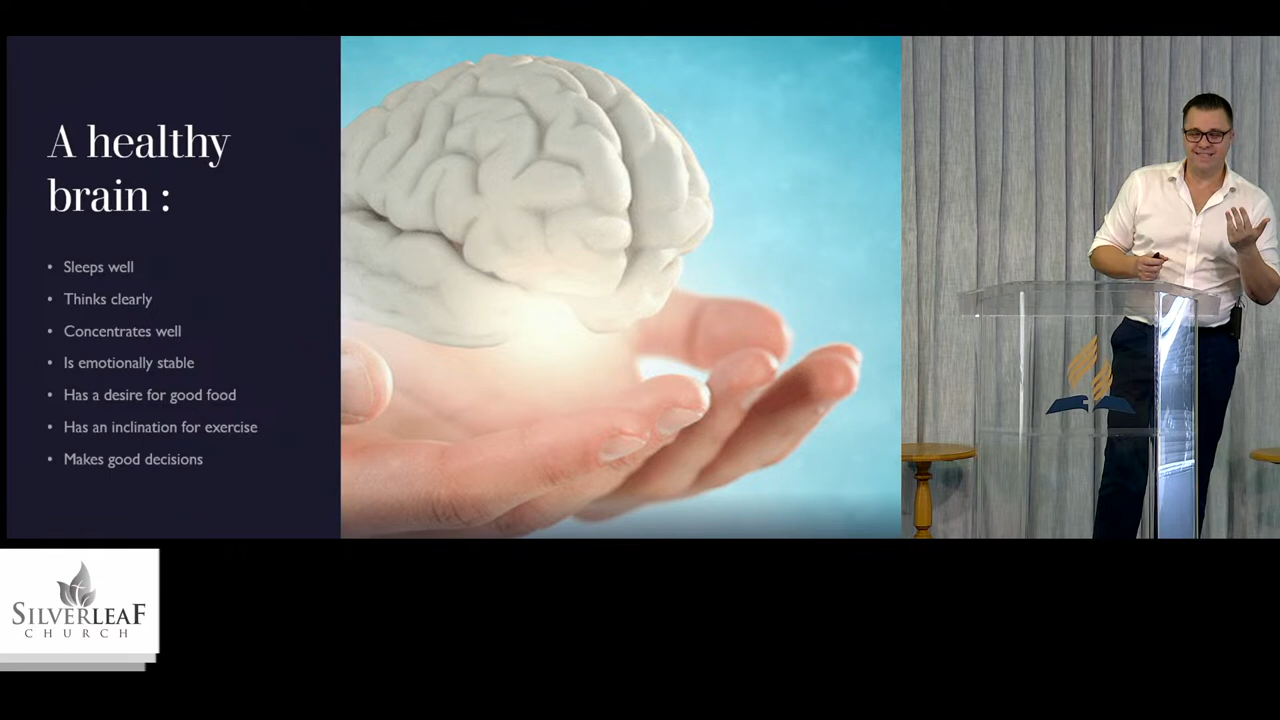 A healthy
brain :
• Sleeps well
• Thinks clearly
• Concentrates well
• Is emotionally stable
• Has a desire for good food
• Has an inclination for exercise
• Makes good decisions
SILVERLEAF
CHURCH